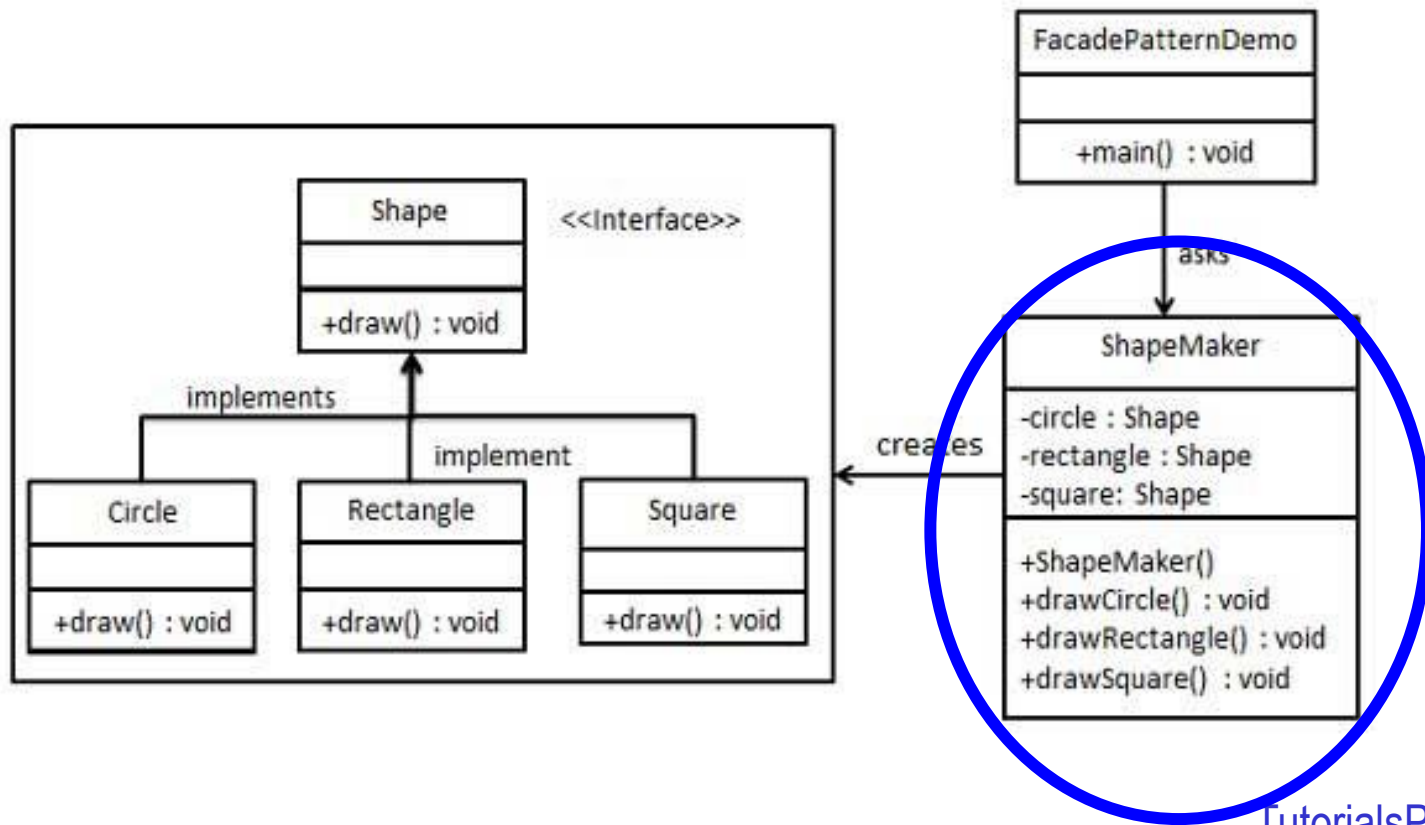 FacadePatternDemo
+main() : void
asks
Shape
<<Interface>>
+draw() : void
implements
implement
Circle
+draw() : void
Rectangle
+draw() : void
Square
+draw() : void
creates
ShapeMaker
-circle : Shape
-rectangle : Shape
-square: Shape
+ShapeMaker()
+drawCircle() : void
+drawRectangle() : void
+drawSquare() : void